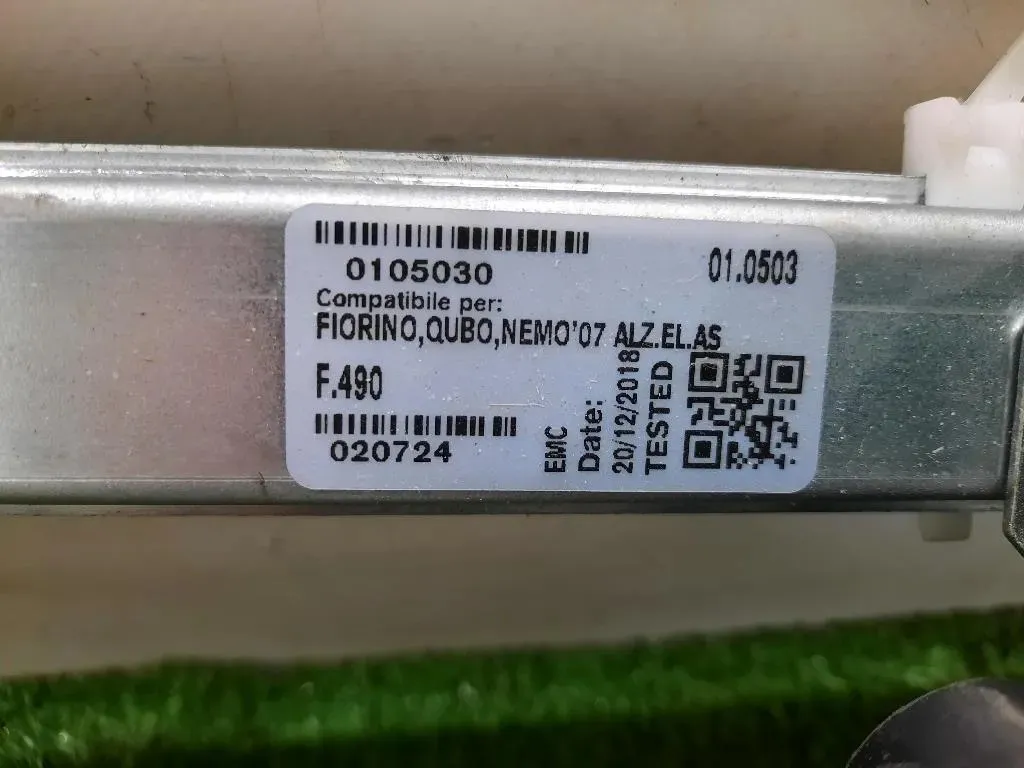 0105030
01.0503
Compatibile per:
FIORINO,QUBO,NEMO'07 ALZ.EL.AS
F.490
020724
EMC
Date:
20/12/2018
TESTED